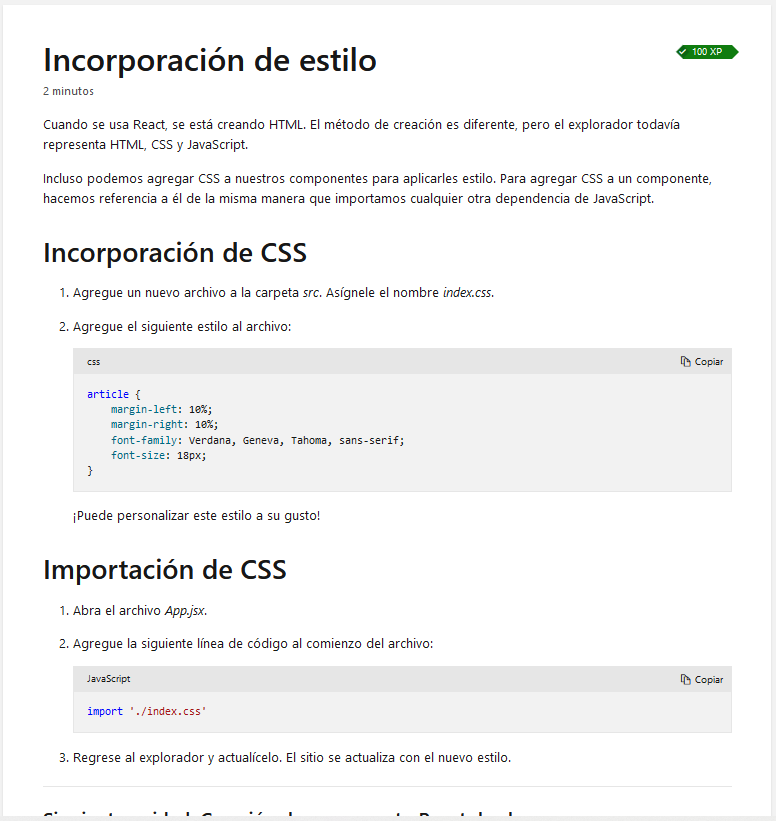 Incorporación de estilo
100 XP
2 minutos
Cuando se usa React, se está creando HTML. El método de creación es diferente, pero el explorador todavía
representa HTML, CSS y JavaScript.
Incluso podemos agregar CSS a nuestros componentes para aplicarles estilo. Para agregar CSS a un componente,
hacemos referencia a él de la misma manera que importamos cualquier otra dependencia de JavaScript.
Incorporación de CSS
1. Agregue un nuevo archivo a la carpeta src. Asígnele el nombre index.css.
2. Agregue el siguiente estilo al archivo:
css Copiar
article {
    margin-left: 10%;
    margin-right: 10%;
    font-family: Verdana, Geneva, Tahoma, sans-serif;
    font-size: 18px;
}
¡Puede personalizar este estilo a su gusto!
Importación de CSS
1. Abra el archivo App.jsx.
2. Agregue la siguiente línea de código al comienzo del archivo:
JavaScript Copiar
import './index.css'
3. Regrese al explorador y actualícelo. El sitio se actualiza con el nuevo estilo.